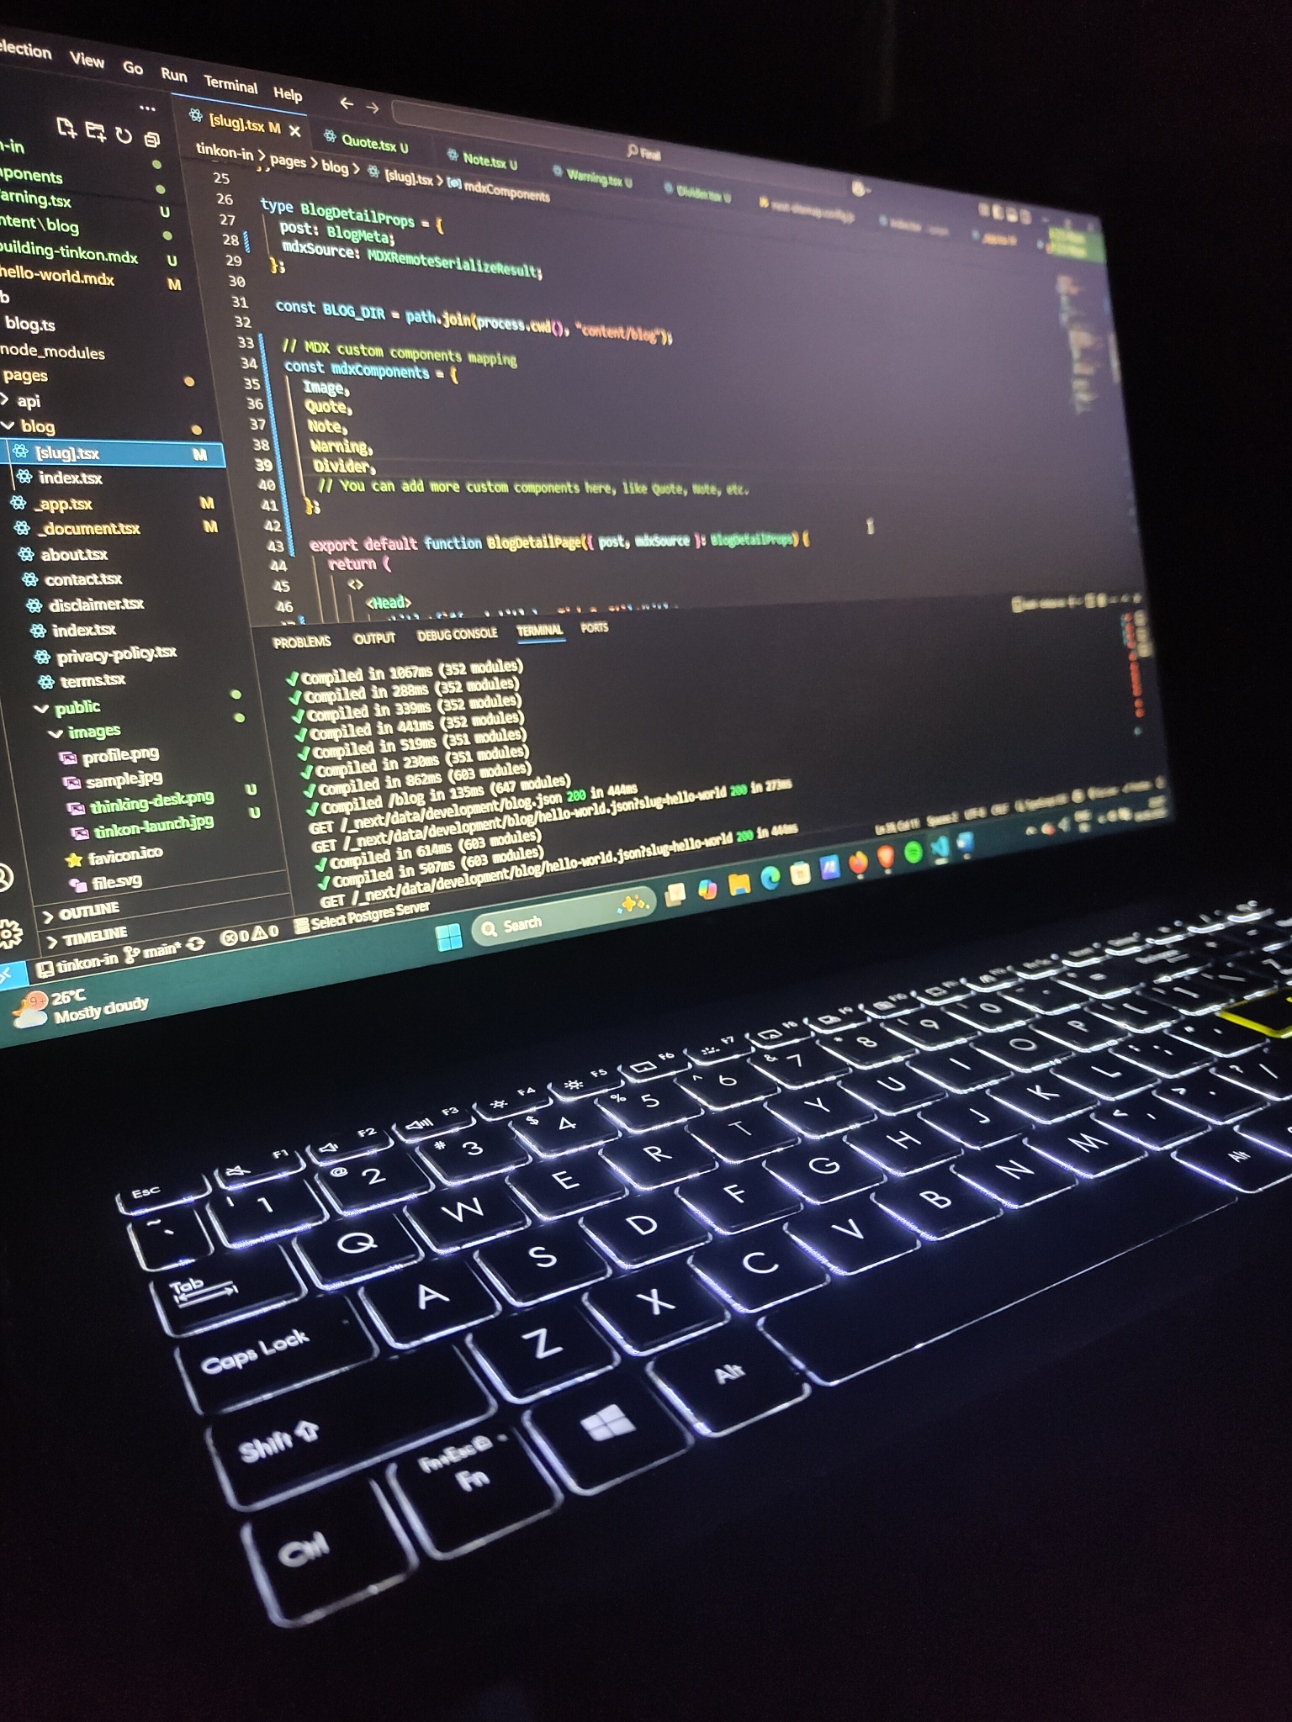 election View Go Run Terminal Help
Final
[slug].tsx M
Quote.tsx U
Note.tsx U
Warning.tsx U
Divider.tsx U
tinkon-in > pages > blog > [slug].tsx > mdxComponents
n-in
ponents
arning.tsx U
ntent\blog
building-tinkon.mdx U
hello-world.mdx M
b
blog.ts
node_modules
pages
api
blog
[slug].tsx M
index.tsx
_app.tsx M
_document.tsx M
about.tsx
contact.tsx
disclaimer.tsx
index.tsx
privacy-policy.tsx
terms.tsx
public
images
profile.png
sample.jpg
thinking-desk.png U
tinkon-launch.jpg U
favicon.ico
file.svg
OUTLINE
TIMELINE
25
26 type BlogDetailProps = {
27 post: BlogMeta;
28 mdxSource: MDXRemoteSerializeResult;
29 };
30
31 const BLOG_DIR = path.join(process.cwd(), "content/blog");
32
33 // MDX custom components mapping
34 const mdxComponents = {
35 Image,
36 Quote,
37 Note,
38 Warning,
39 Divider,
40 // You can add more custom components here, like Quote, Note, etc.
41 };
42
43 export default function BlogDetailPage({ post, mdxSource }: BlogDetailProps) {
44 return (
45 <>
46 <Head>
PROBLEMS OUTPUT DEBUG CONSOLE TERMINAL PORTS
✓ Compiled in 1067ms (352 modules)
✓ Compiled in 288ms (352 modules)
✓ Compiled in 339ms (352 modules)
✓ Compiled in 441ms (352 modules)
✓ Compiled in 519ms (351 modules)
✓ Compiled in 230ms (351 modules)
✓ Compiled in 862ms (603 modules)
✓ Compiled /blog in 135ms (647 modules)
GET /_next/data/development/blog.json 200 in 444ms
GET /_next/data/development/blog/hello-world.json?slug=hello-world 200 in 273ms
✓ Compiled in 614ms (603 modules)
✓ Compiled in 507ms (603 modules)
GET /_next/data/development/blog/hello-world.json?slug=hello-world 200 in 444ms
tinkon-in main* 0 0 Select Postgres Server
Search
26°C
Mostly cloudy
Esc F1 F2 F3 F4 F5 F6 F7 F8 F9 F10
~ ` ! 1 @ 2 # 3 $ 4 % 5 ^ 6 & 7 * 8 9 0
Tab Q W E R T Y U I O P
Caps Lock A S D F G H J K L
Shift Z X C V B N M < , > . ? /
Ctrl Fn+Esc Fn Alt Alt